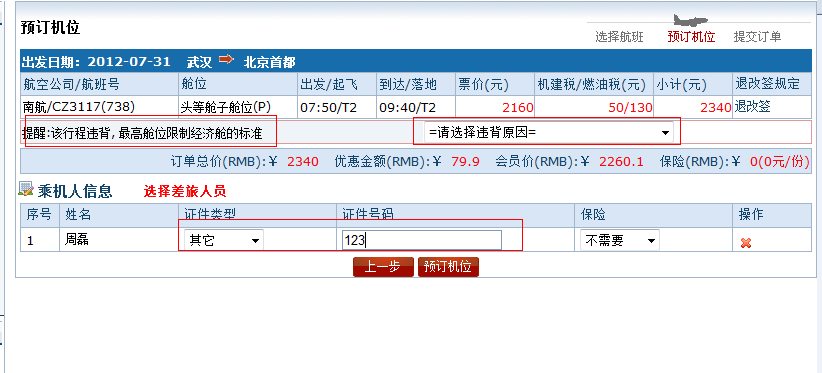 预订机位
选择航班 预订机位 提交订单
出发日期：2012-07-31 武汉 北京首都
航空公司/航班号 舱位 出发/起飞 到达/落地 票价(元) 机建税/燃油税(元) 小计(元) 退改签规定
南航/CZ3117(738) 头等舱子舱位(P) 07:50/T2 09:40/T2 2160 50/130 2340 退改签
提醒:该行程违背, 最高舱位限制经济舱的标准 =请选择违背原因=
订单总价(RMB):￥ 2340 优惠金额(RMB):￥ 79.9 会员价(RMB):￥ 2260.1 保险(RMB):￥ 0(0元/份)
乘机人信息 选择差旅人员
序号 姓名 证件类型 证件号码 保险 操作
1 周磊 其它 123 不需要
上一步 预订机位